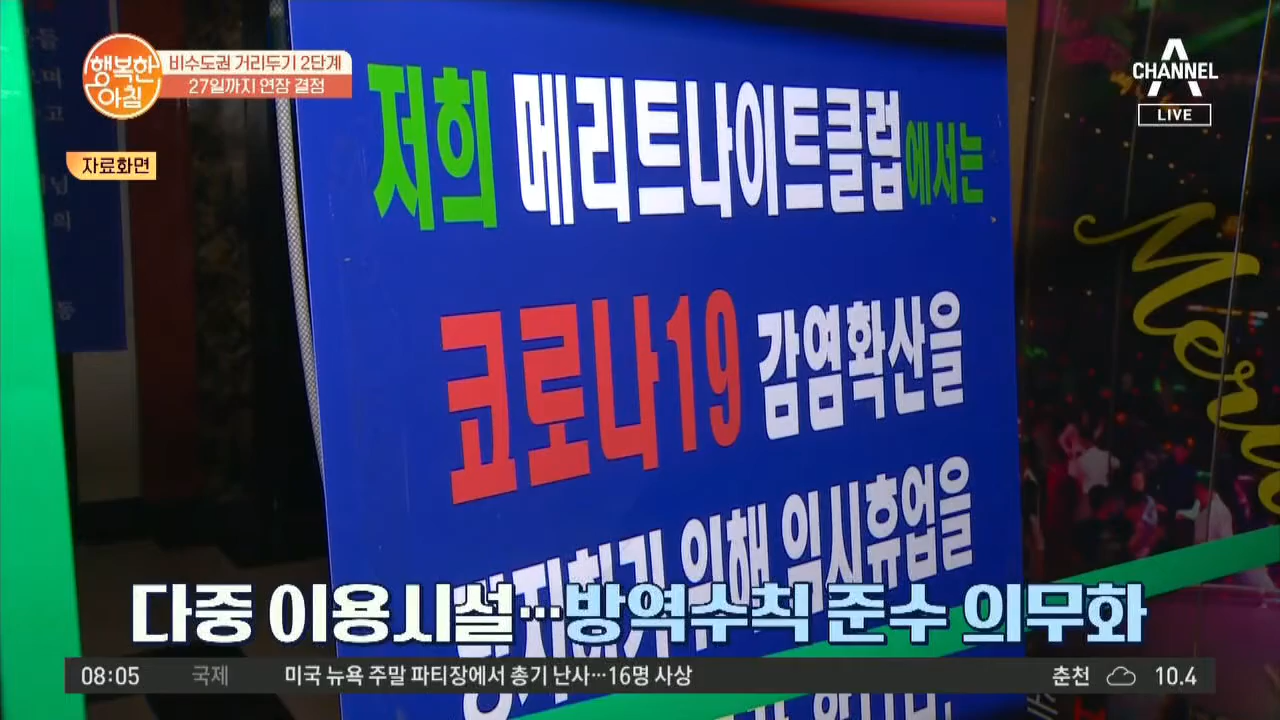 행복한
아침
비수도권 거리두기 2단계
27일까지 연장 결정
CHANNEL A
LIVE
자료화면
저희 메리트나이트클럽에서는
코로나19 감염확산을
위해 임시휴업을
다중 이용시설…방역수칙 준수 의무화
08:05 국제 미국 뉴욕 주말 파티장에서 총기 난사…16명 사상 춘천 10.4